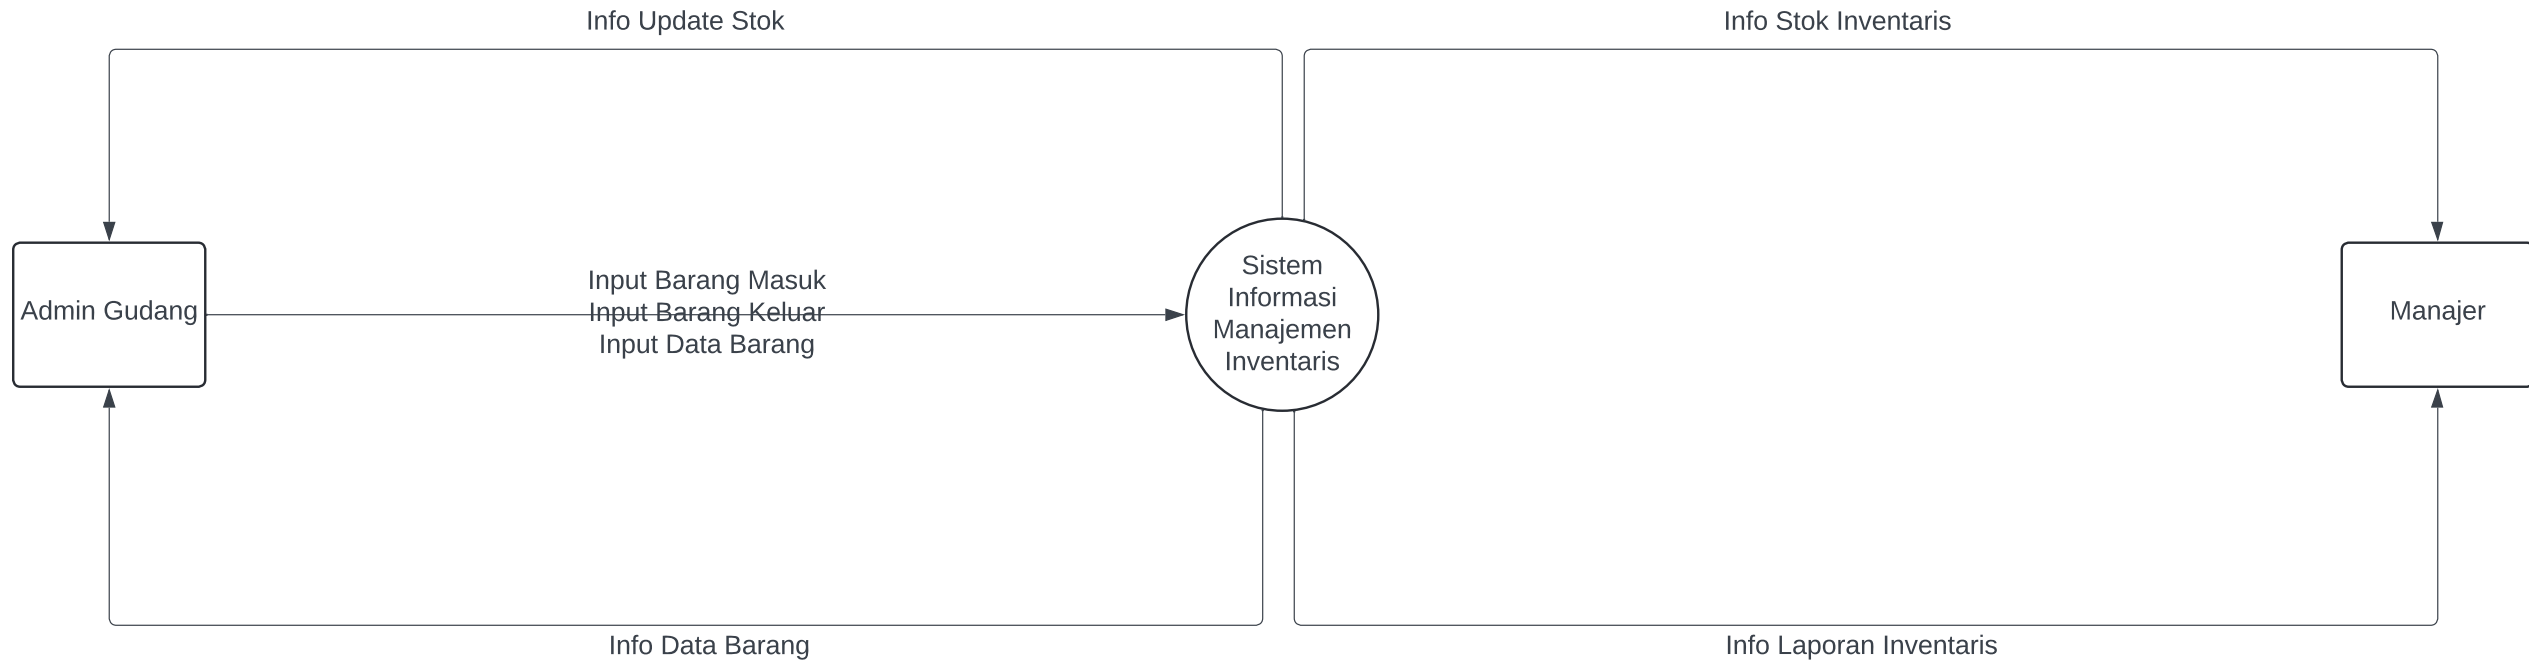 Info Update Stok
Info Stok Inventaris
Admin Gudang
Input Barang Masuk
Input Barang Keluar
Input Data Barang
Sistem
Informasi
Manajemen
Inventaris
Manajer
Info Data Barang
Info Laporan Inventaris